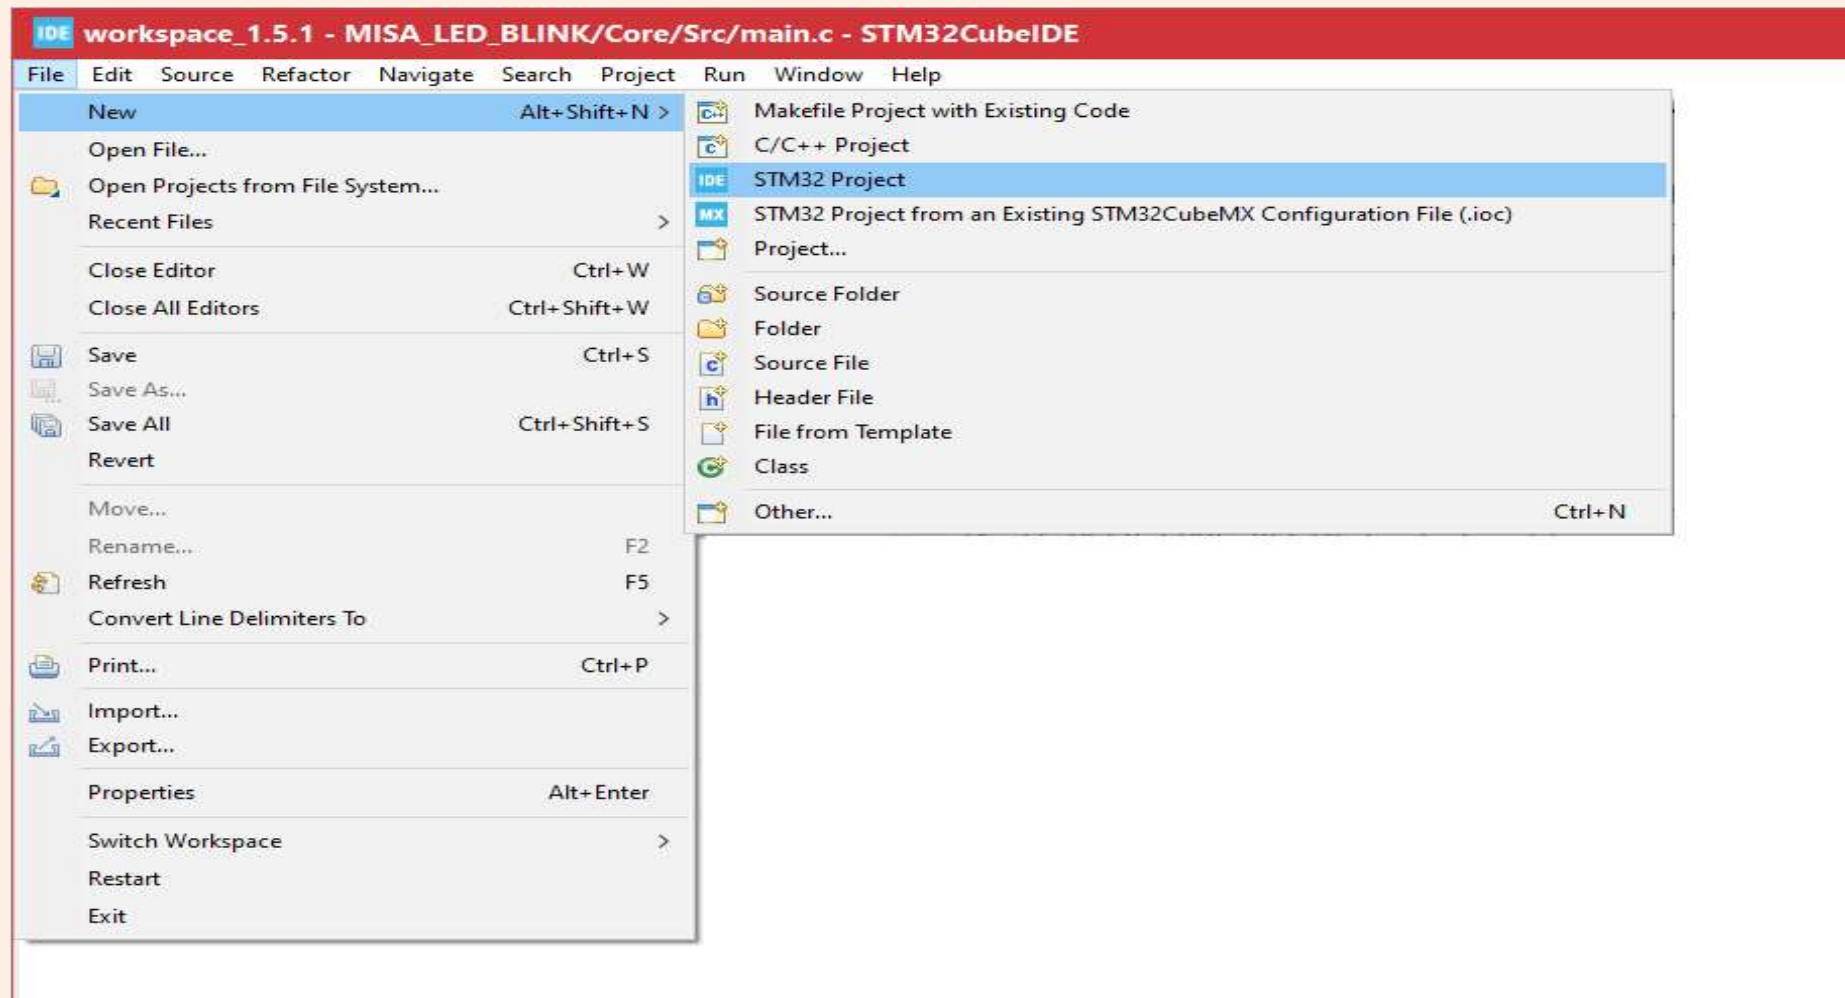 IDE workspace_1.5.1 - MISA_LED_BLINK/Core/Src/main.c - STM32CubeIDE
File Edit Source Refactor Navigate Search Project Run Window Help
New Alt+Shift+N >
Open File...
Open Projects from File System...
Recent Files >
Close Editor Ctrl+W
Close All Editors Ctrl+Shift+W
Save Ctrl+S
Save As...
Save All Ctrl+Shift+S
Revert
Move...
Rename... F2
Refresh F5
Convert Line Delimiters To >
Print... Ctrl+P
Import...
Export...
Properties Alt+Enter
Switch Workspace >
Restart
Exit
Makefile Project with Existing Code
C/C++ Project
IDE STM32 Project
MX STM32 Project from an Existing STM32CubeMX Configuration File (.ioc)
Project...
Source Folder
Folder
Source File
Header File
File from Template
Class
Other... Ctrl+N